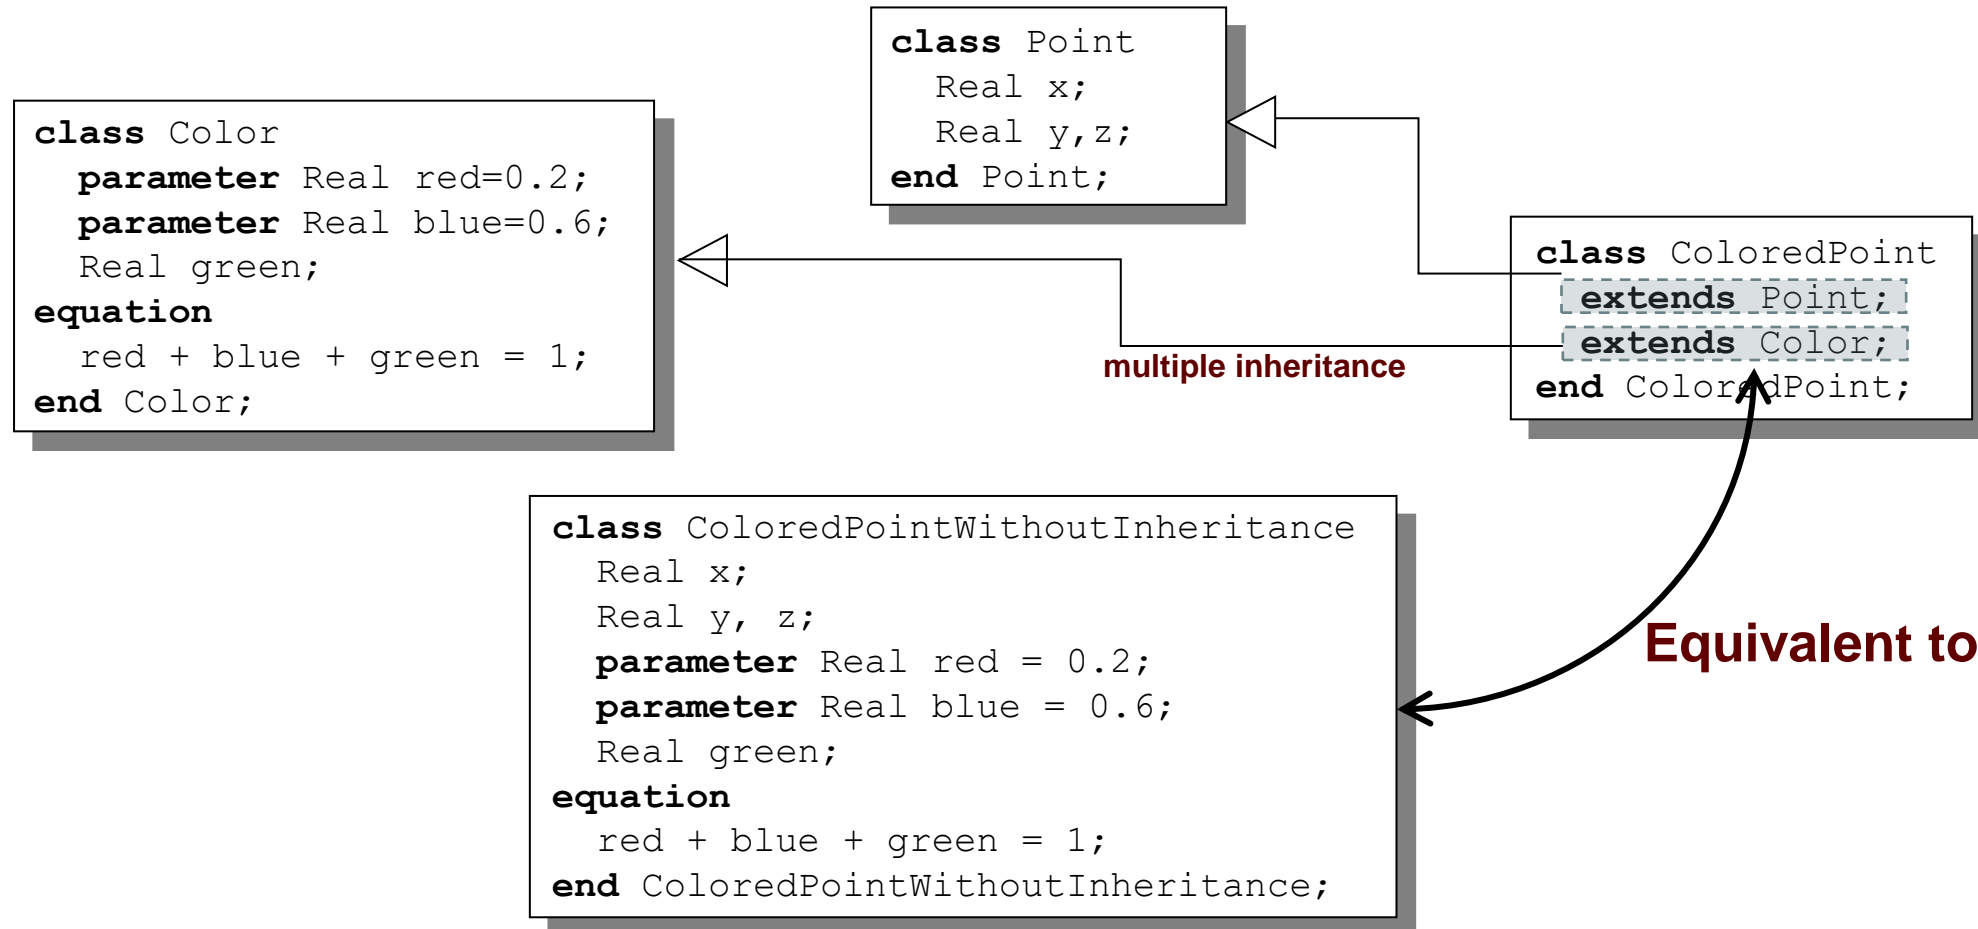 class Point
  Real x;
  Real y,z;
end Point;
class Color
  parameter Real red=0.2;
  parameter Real blue=0.6;
  Real green;
equation
  red + blue + green = 1;
end Color;
class ColoredPoint
  extends Point;
  extends Color;
end ColoredPoint;
multiple inheritance
class ColoredPointWithoutInheritance
  Real x;
  Real y, z;
  parameter Real red = 0.2;
  parameter Real blue = 0.6;
  Real green;
equation
  red + blue + green = 1;
end ColoredPointWithoutInheritance;
Equivalent to